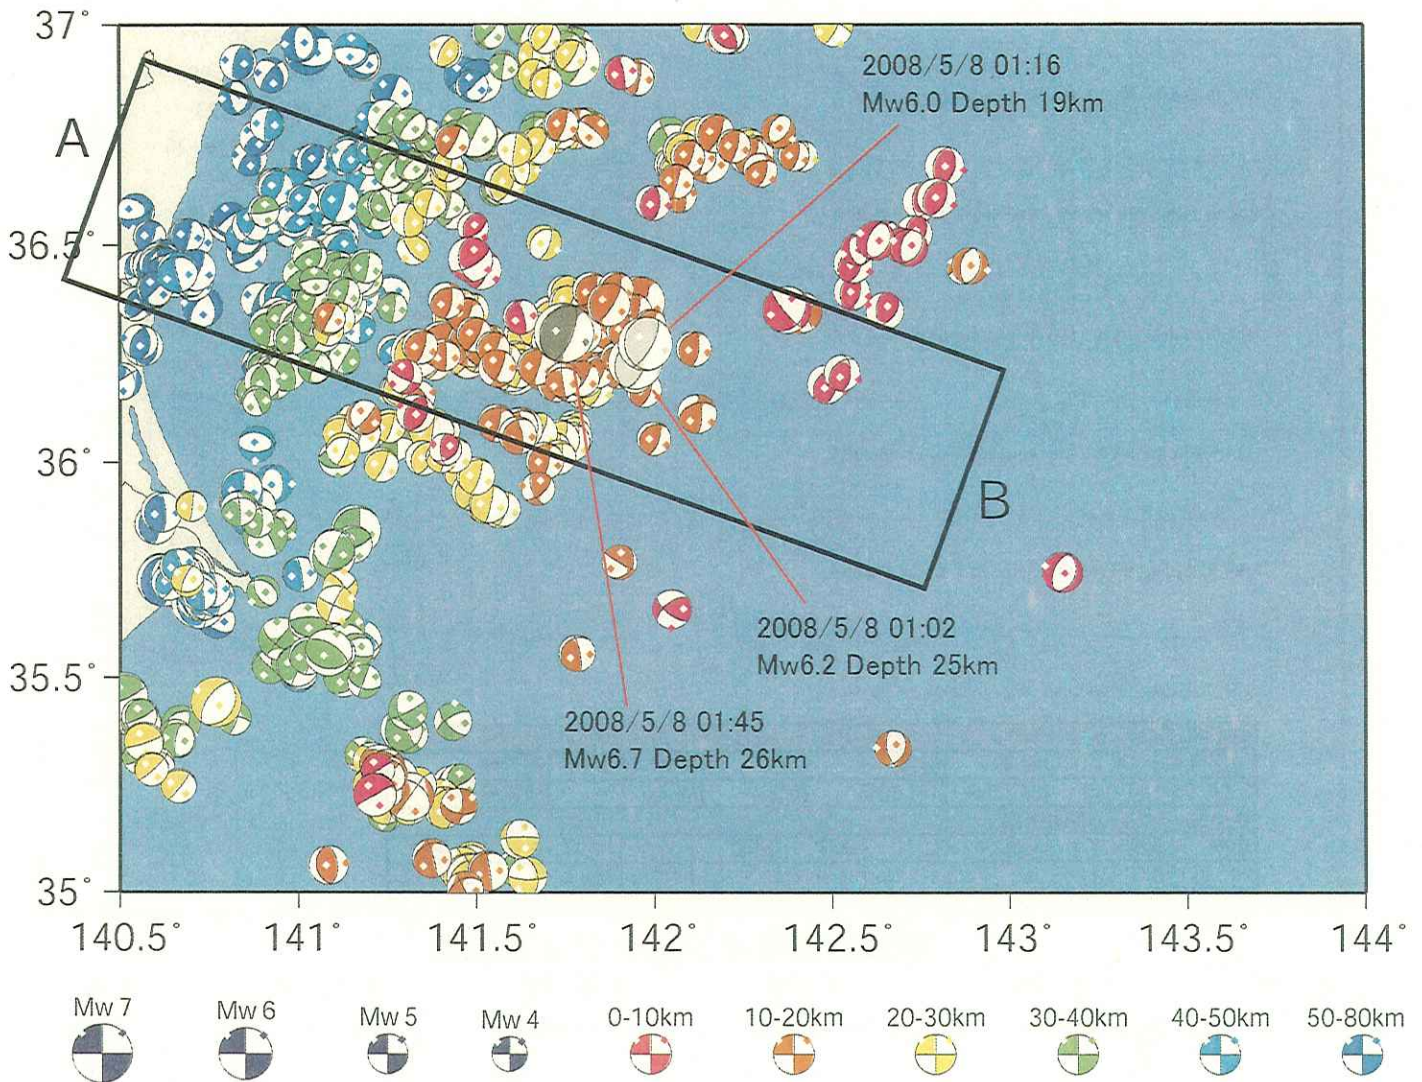 37°
2008/5/8 01:16
Mw6.0 Depth 19km
A
36.5°
36°
B
2008/5/8 01:02
Mw6.2 Depth 25km
35.5°
2008/5/8 01:45
Mw6.7 Depth 26km
35°
140.5° 141° 141.5° 142° 142.5° 143° 143.5° 144°
Mw 7 Mw 6 Mw 5 Mw 4 0-10km 10-20km 20-30km 30-40km 40-50km 50-80km